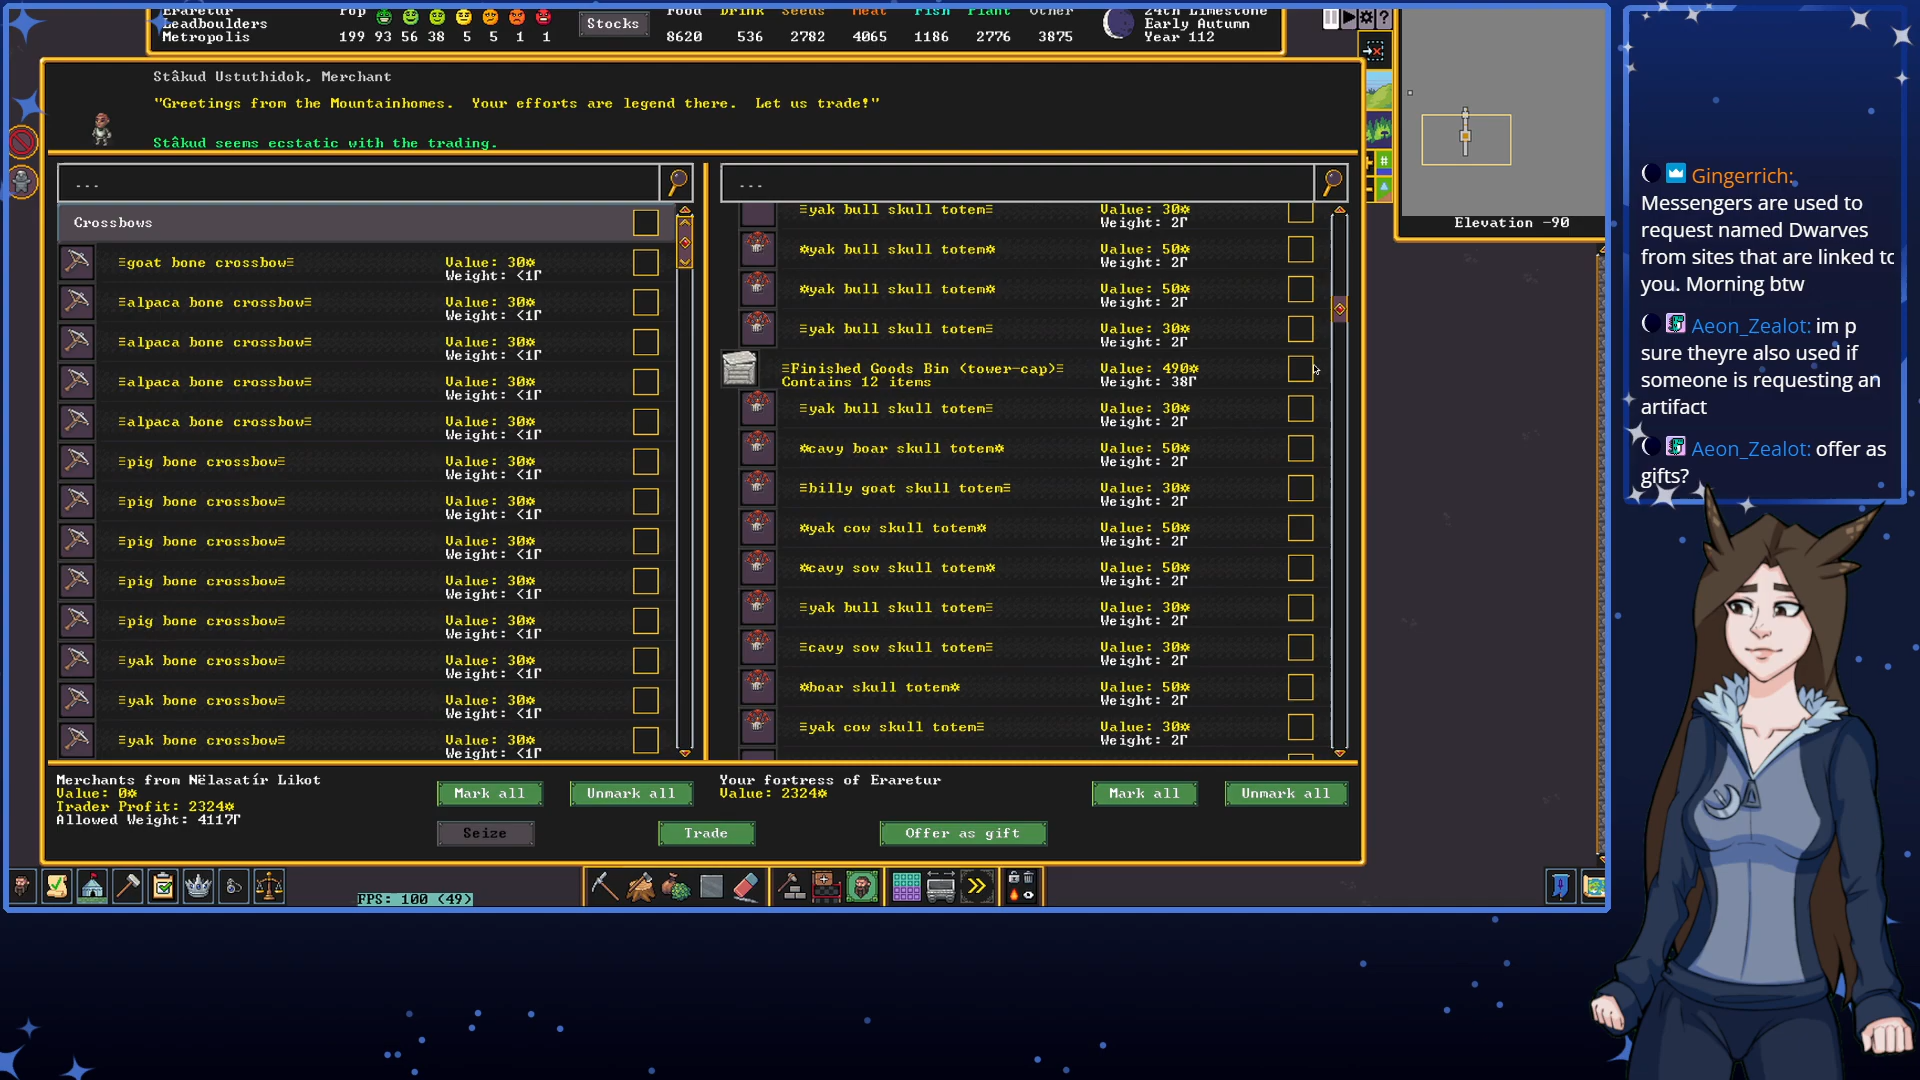 Eraretur
Leadboulders
Metropolis
Pop
199 93 56 38 5 5 1 1
Stocks
Food Drink Seeds Meat Fish Plant Other
8620 536 2782 4065 1186 2776 3875
24th Limestone
Early Autumn
Year 112
Stâkud Ustuthidok, Merchant
"Greetings from the Mountainhomes. Your efforts are legend there. Let us trade!"
Stâkud seems ecstatic with the trading.
...
Crossbows
≡goat bone crossbow≡ Value: 30☼
Weight: <1Γ
≡alpaca bone crossbow≡ Value: 30☼
Weight: <1Γ
≡alpaca bone crossbow≡ Value: 30☼
Weight: <1Γ
≡alpaca bone crossbow≡ Value: 30☼
Weight: <1Γ
≡alpaca bone crossbow≡ Value: 30☼
Weight: <1Γ
≡pig bone crossbow≡ Value: 30☼
Weight: <1Γ
≡pig bone crossbow≡ Value: 30☼
Weight: <1Γ
≡pig bone crossbow≡ Value: 30☼
Weight: <1Γ
≡pig bone crossbow≡ Value: 30☼
Weight: <1Γ
≡pig bone crossbow≡ Value: 30☼
Weight: <1Γ
≡yak bone crossbow≡ Value: 30☼
Weight: <1Γ
≡yak bone crossbow≡ Value: 30☼
Weight: <1Γ
≡yak bone crossbow≡ Value: 30☼
Weight: <1Γ
...
≡yak bull skull totem≡ Value: 30☼
Weight: 2Γ
☼yak bull skull totem☼ Value: 50☼
Weight: 2Γ
☼yak bull skull totem☼ Value: 50☼
Weight: 2Γ
≡yak bull skull totem≡ Value: 30☼
Weight: 2Γ
≡Finished Goods Bin (tower-cap)≡ Value: 490☼
Contains 12 items Weight: 38Γ
≡yak bull skull totem≡ Value: 30☼
Weight: 2Γ
☼cavy boar skull totem☼ Value: 50☼
Weight: 2Γ
≡billy goat skull totem≡ Value: 30☼
Weight: 2Γ
☼yak cow skull totem☼ Value: 50☼
Weight: 2Γ
☼cavy sow skull totem☼ Value: 50☼
Weight: 2Γ
≡yak bull skull totem≡ Value: 30☼
Weight: 2Γ
≡cavy sow skull totem≡ Value: 30☼
Weight: 2Γ
☼boar skull totem☼ Value: 50☼
Weight: 2Γ
≡yak cow skull totem≡ Value: 30☼
Weight: 2Γ
Merchants from Nëlasatír Likot
Value: 0☼
Trader Profit: 2324☼
Allowed Weight: 4117Γ
Mark all
Unmark all
Seize
Trade
Your fortress of Eraretur
Value: 2324☼
Mark all
Unmark all
Offer as gift
FPS: 100 (49)
Elevation -90
Gingerrich:
Messengers are used to
request named Dwarves
from sites that are linked to
you. Morning btw
Aeon_Zealot: im p
sure theyre also used if
someone is requesting an
artifact
Aeon_Zealot: offer as
gifts?